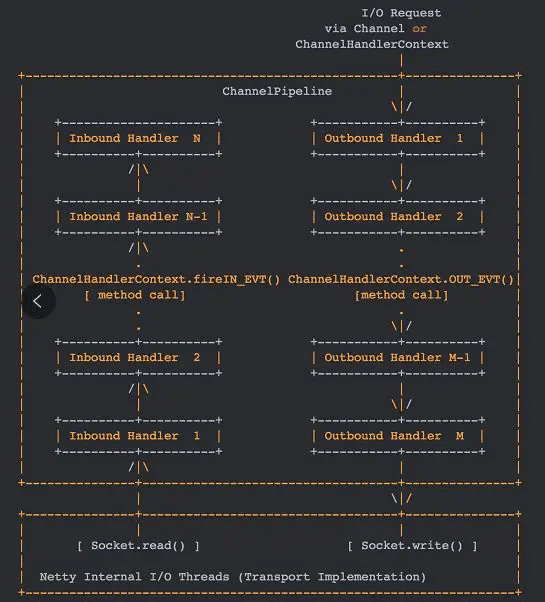 I/O Request
via Channel or
ChannelHandlerContext
ChannelPipeline
Inbound Handler N
Outbound Handler 1
Inbound Handler N-1
Outbound Handler 2
ChannelHandlerContext.fireIN_EVT() ChannelHandlerContext.OUT_EVT()
[ method call] [method call]
Inbound Handler 2
Outbound Handler M-1
Inbound Handler 1
Outbound Handler M
[ Socket.read() ] [ Socket.write() ]
Netty Internal I/O Threads (Transport Implementation)